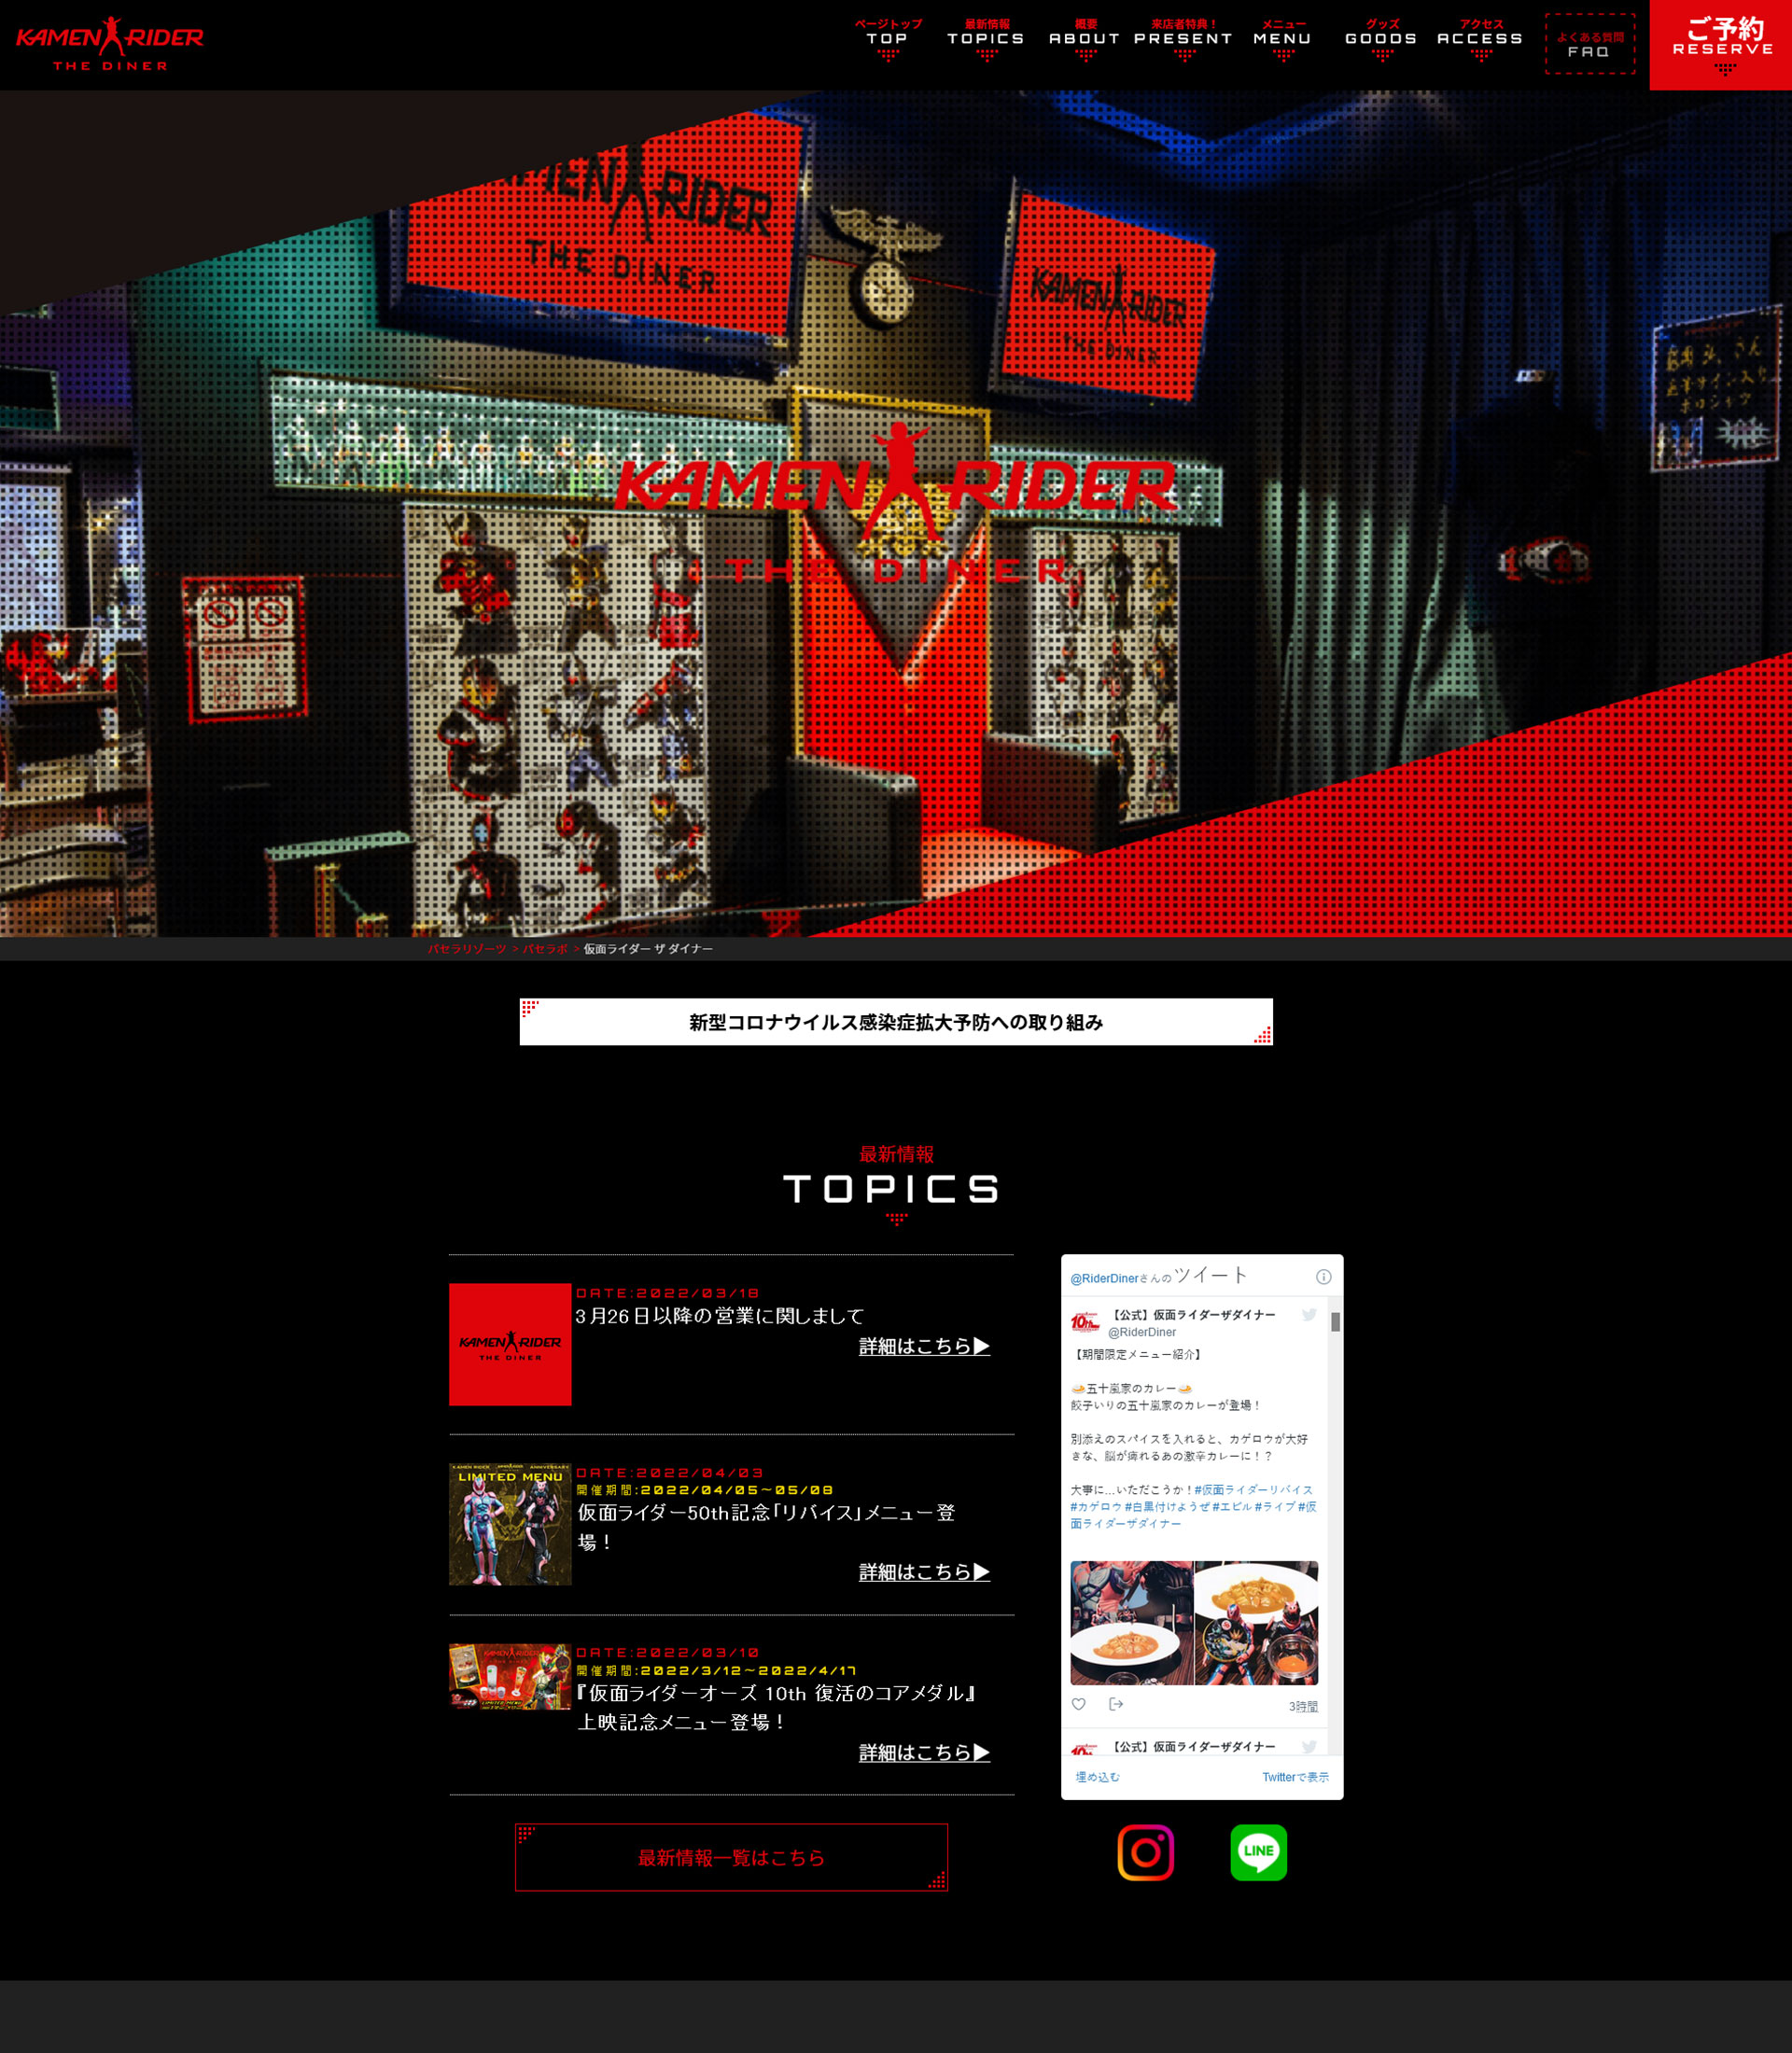 KAMEN RIDER
THE DINER
ページトップ
TOP
最新情報
TOPICS
概要
ABOUT
来店者特典！
PRESENT
メニュー
MENU
グッズ
GOODS
アクセス
ACCESS
よくある質問
FAQ
ご予約
RESERVE
RIDER
THE DINER
KAMEN RIDER
THE DINER
KAMEN RIDER
THE DINER
パセラリゾーツ > パセラボ > 仮面ライダー ザ ダイナー
新型コロナウイルス感染症拡大予防への取り組み
最新情報
TOPICS
KAMEN RIDER
THE DINER
DATE:2022/03/18
3月26日以降の営業に関しまして
詳細はこちら▶
LIMITED MENU
DATE:2022/04/03
開催期間:2022/04/05～05/08
仮面ライダー50th記念「リバイス」メニュー登
場！
詳細はこちら▶
DATE:2022/03/10
開催期間:2022/3/12～2022/4/17
『仮面ライダーオーズ 10th 復活のコアメダル』
上映記念メニュー登場！
詳細はこちら▶
最新情報一覧はこちら
@RiderDinerさんのツイート
【公式】仮面ライダーザダイナー
@RiderDiner
【期間限定メニュー紹介】
🍛五十嵐家のカレー🍛
餃子いりの五十嵐家のカレーが登場！
別添えのスパイスを入れると、カゲロウが大好
きな、脳が痺れるあの激辛カレーに！？
大事に…いただこうか！#仮面ライダーリバイス
#カゲロウ #白黒付けようぜ #エビル #ライブ #仮
面ライダーザダイナー
3時間
【公式】仮面ライダーザダイナー
埋め込む
Twitterで表示
LINE